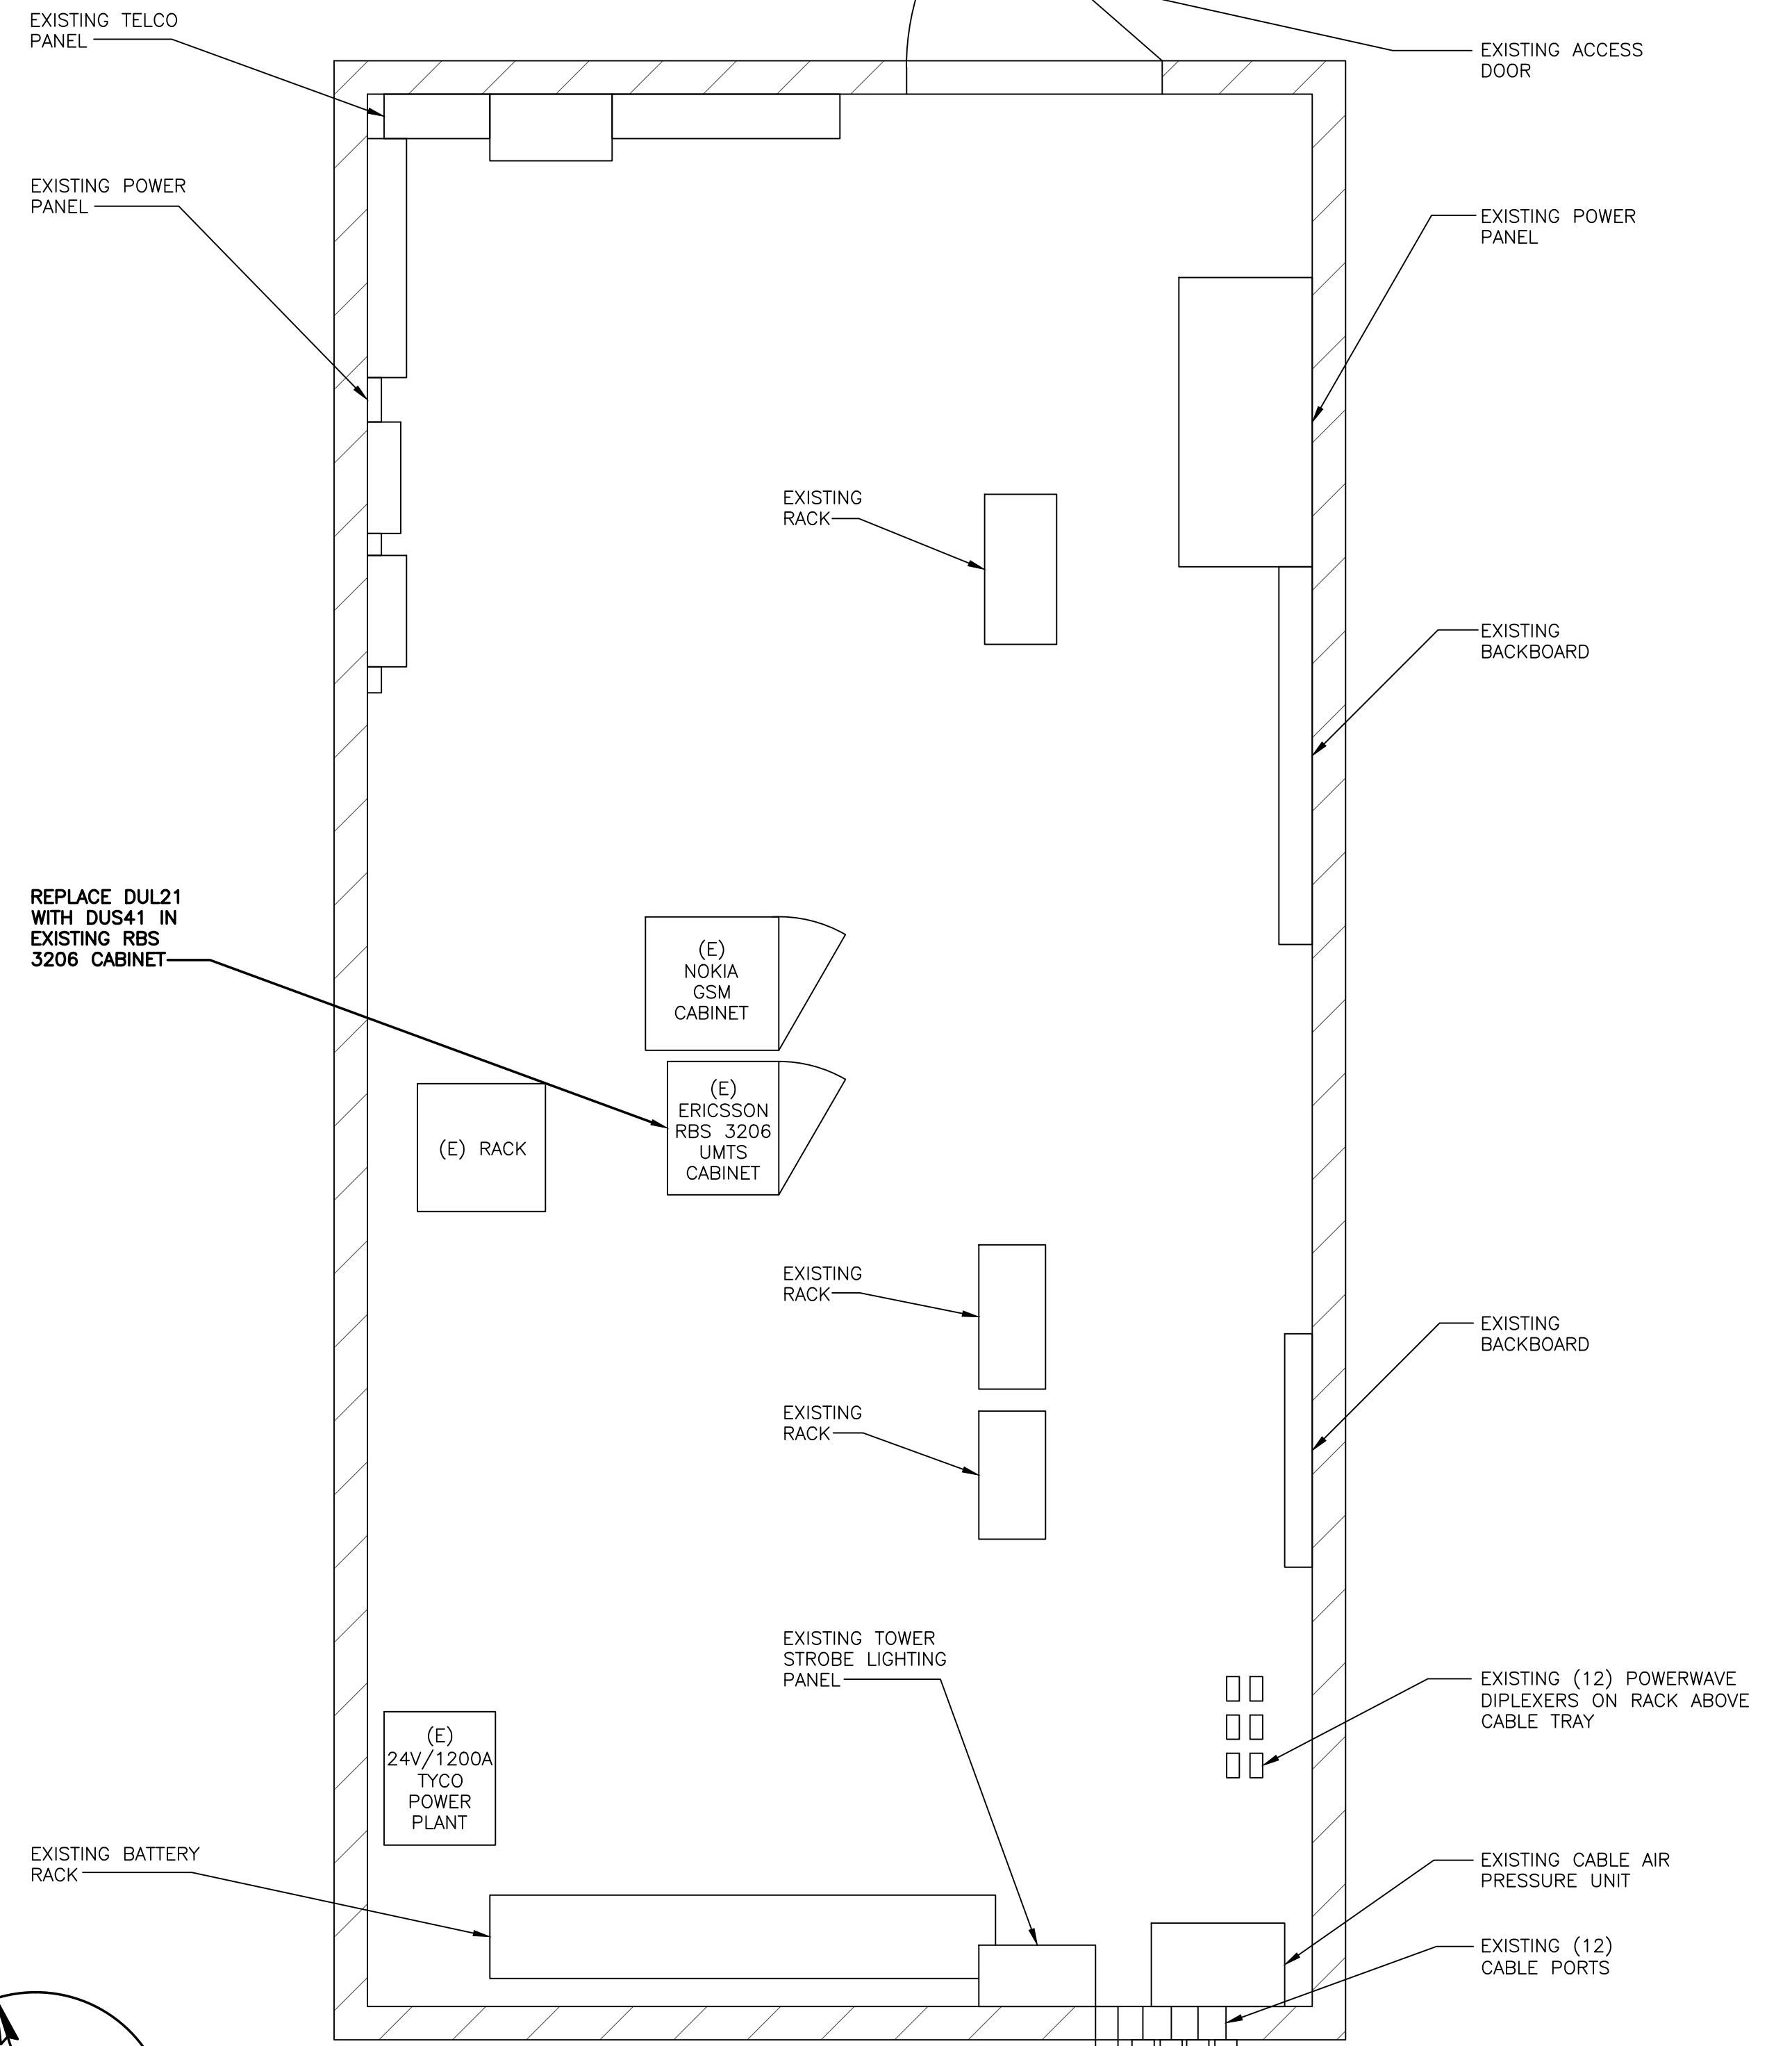 EXISTING TELCO
PANEL
EXISTING ACCESS
DOOR
EXISTING POWER
PANEL
EXISTING POWER
PANEL
EXISTING
RACK
EXISTING
BACKBOARD
REPLACE DUL21
WITH DUS41 IN
EXISTING RBS
3206 CABINET
(E)
NOKIA
GSM
CABINET
(E)
ERICSSON
RBS 3206
UMTS
CABINET
(E) RACK
EXISTING
RACK
EXISTING
BACKBOARD
EXISTING
RACK
EXISTING TOWER
STROBE LIGHTING
PANEL
EXISTING (12) POWERWAVE
DIPLEXERS ON RACK ABOVE
CABLE TRAY
(E)
24V/1200A
TYCO
POWER
PLANT
EXISTING BATTERY
RACK
EXISTING CABLE AIR
PRESSURE UNIT
EXISTING (12)
CABLE PORTS